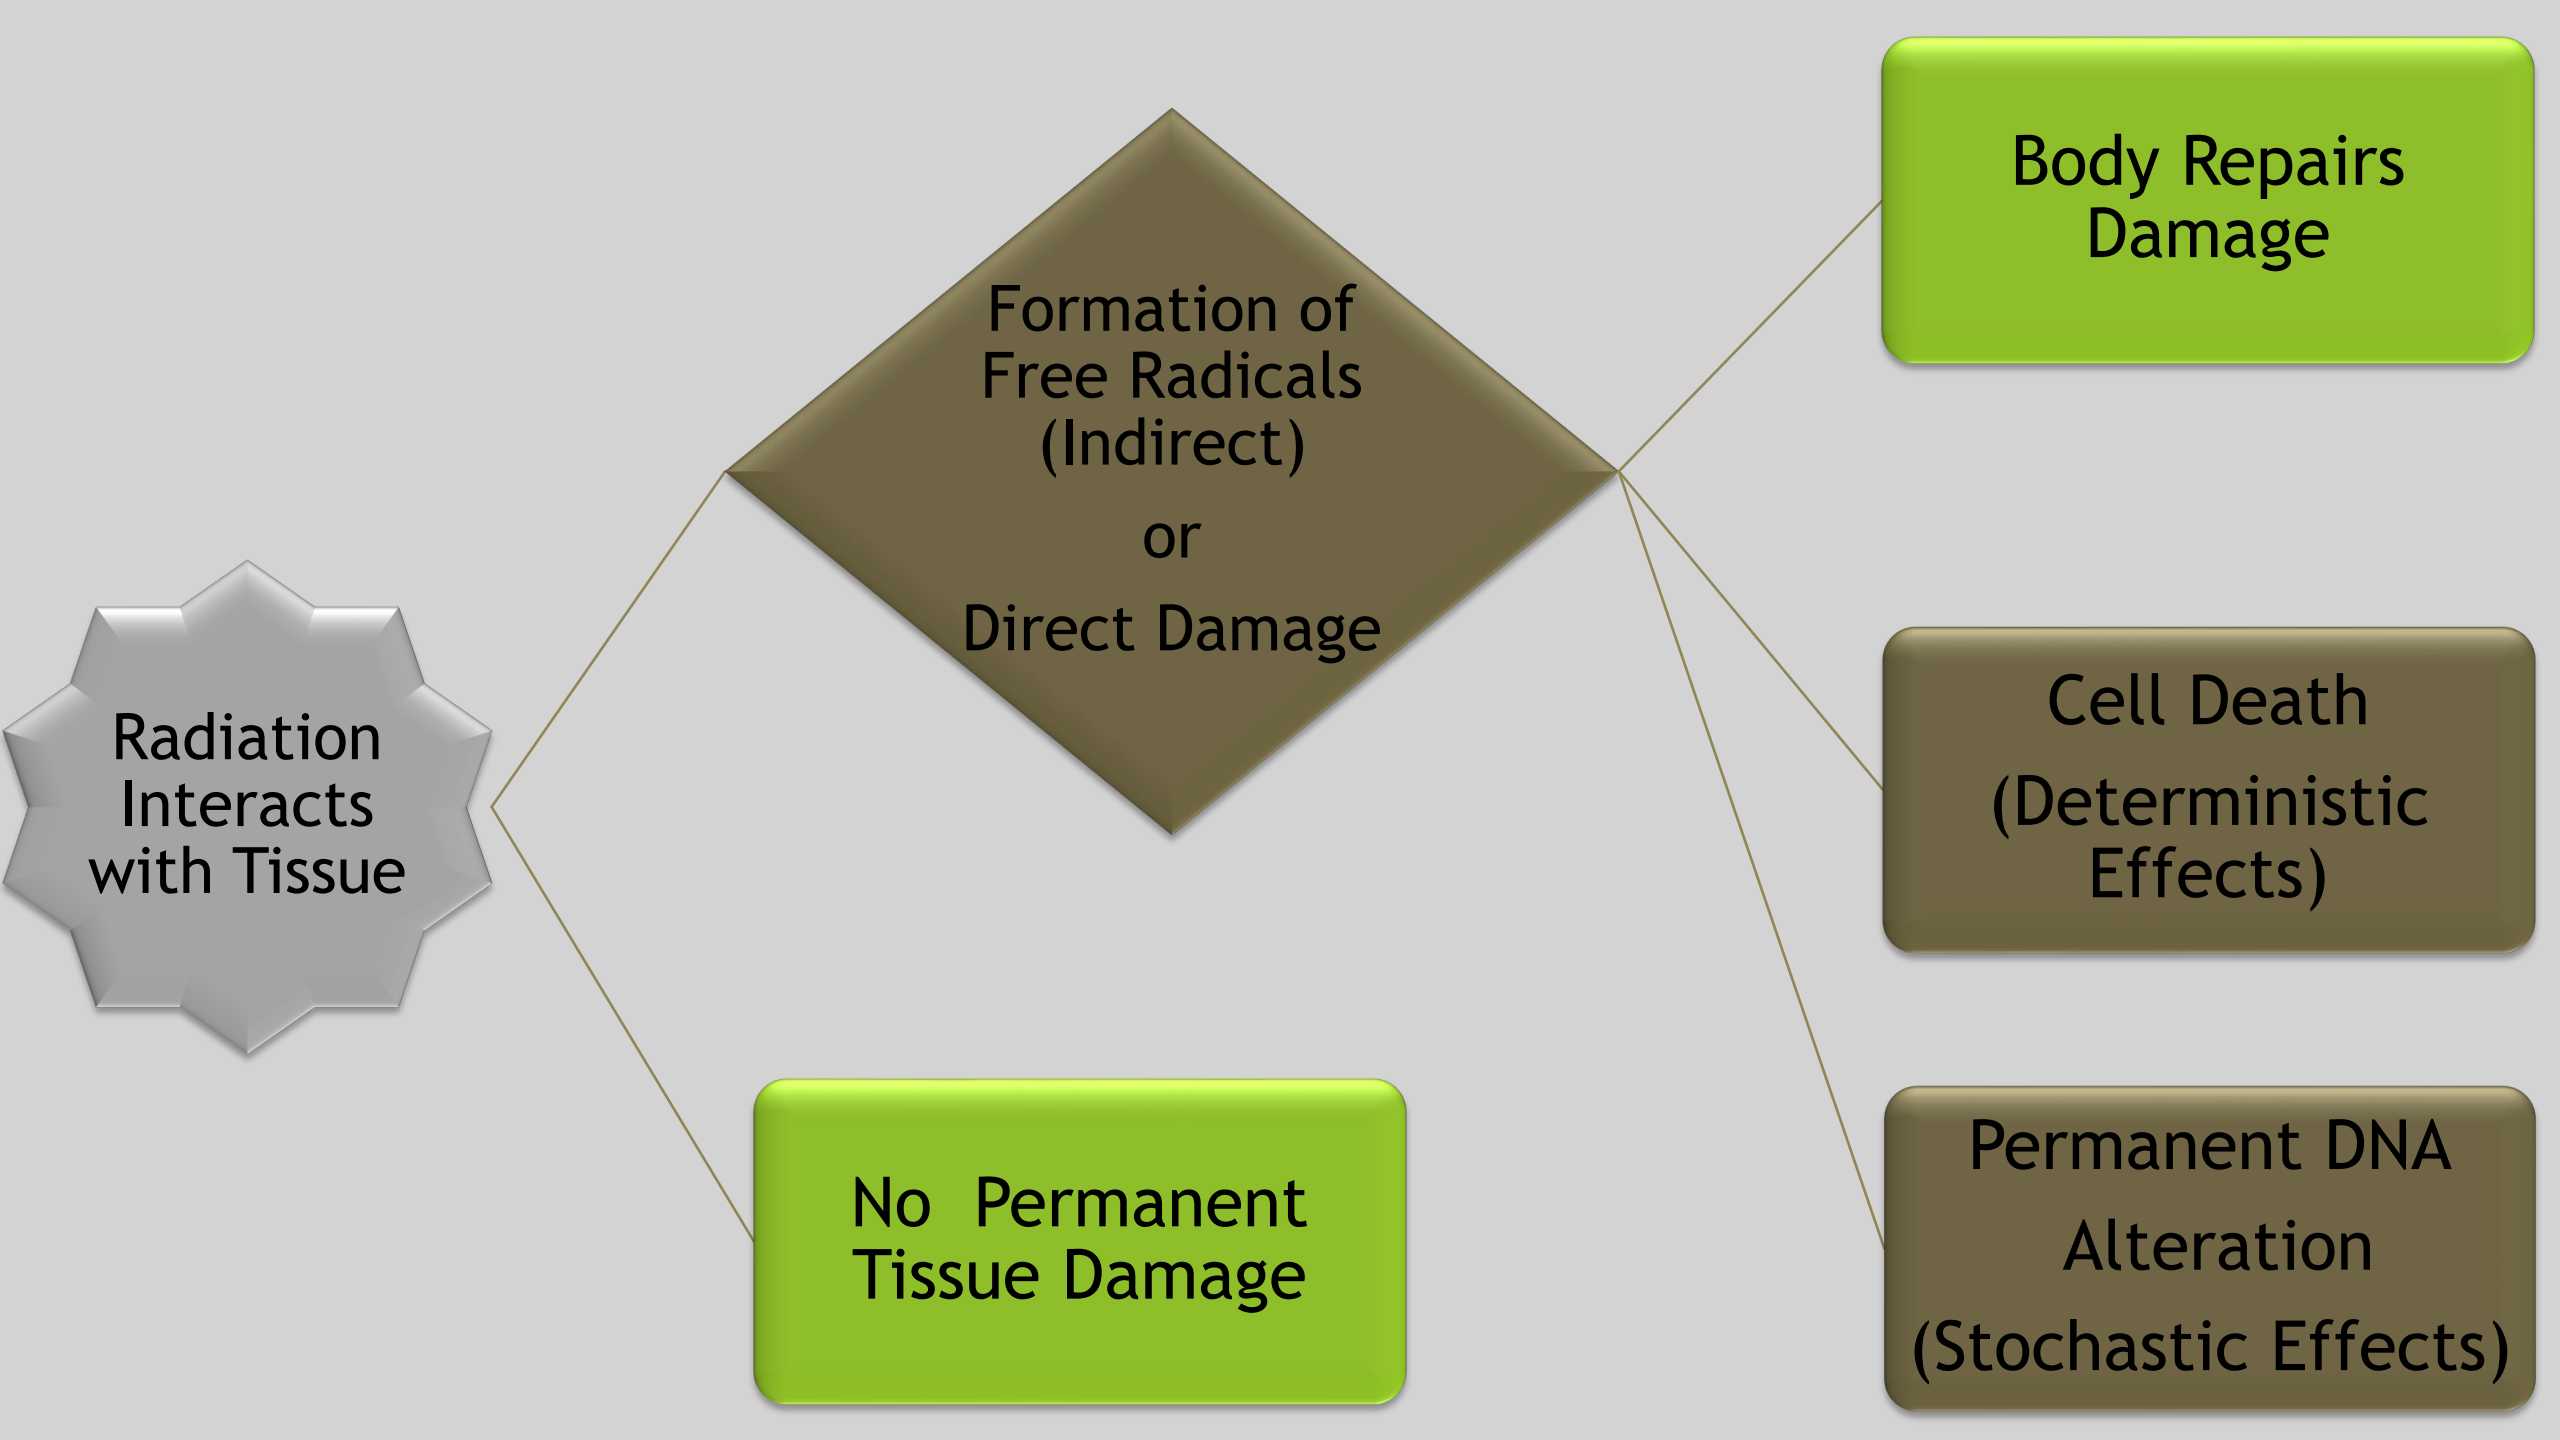 Radiation
Interacts
with Tissue
Formation of
Free Radicals
(Indirect)
or
Direct Damage
No  Permanent
Tissue Damage
Body Repairs
Damage
Cell Death
(Deterministic
Effects)
Permanent DNA
Alteration
(Stochastic Effects)